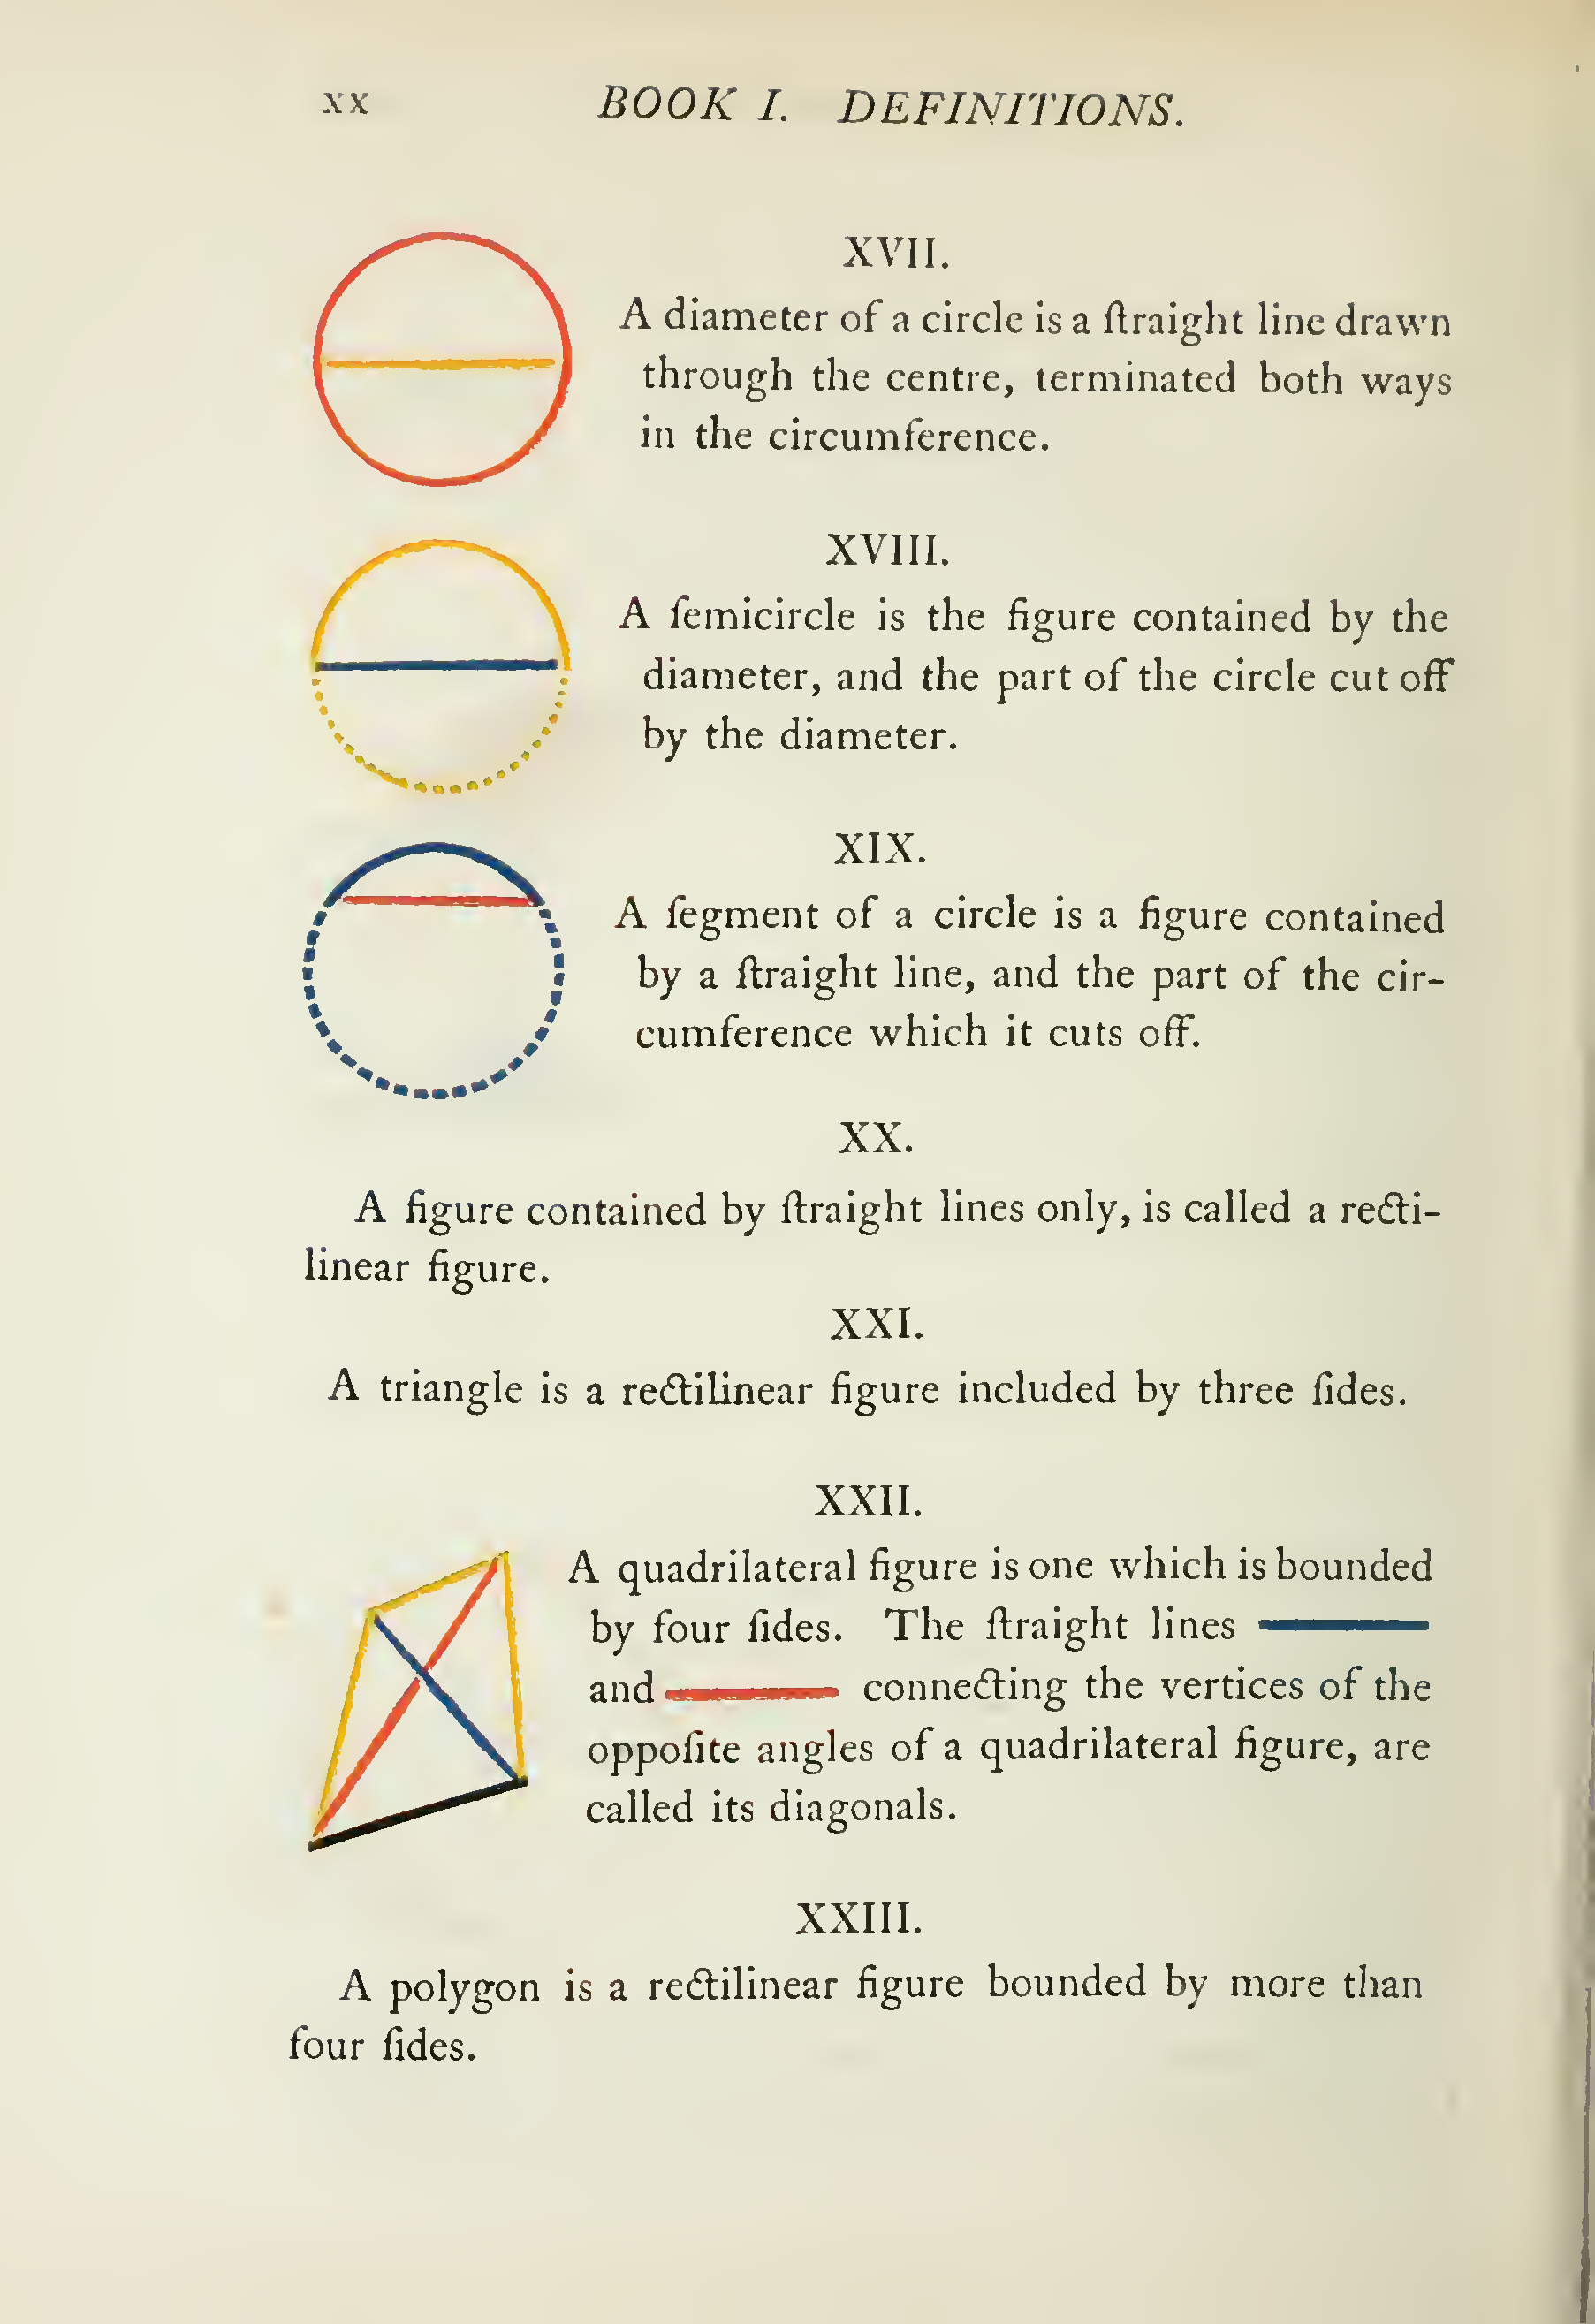 xx BOOK I. DEFINITIONS.
XVII.
A diameter of a circle is a ſtraight line drawn
through the centre, terminated both ways
in the circumference.
XVIII.
A ſemicircle is the figure contained by the
diameter, and the part of the circle cut off
by the diameter.
XIX.
A ſegment of a circle is a figure contained
by a ſtraight line, and the part of the cir-
cumference which it cuts off.
XX.
A figure contained by ſtraight lines only, is called a recti-
linear figure.
XXI.
A triangle is a rectilinear figure included by three ſides.
XXII.
A quadrilateral figure is one which is bounded
by four ſides. The ſtraight lines
and connecting the vertices of the
oppoſite angles of a quadrilateral figure, are
called its diagonals.
XXIII.
A polygon is a rectilinear figure bounded by more than
four ſides.